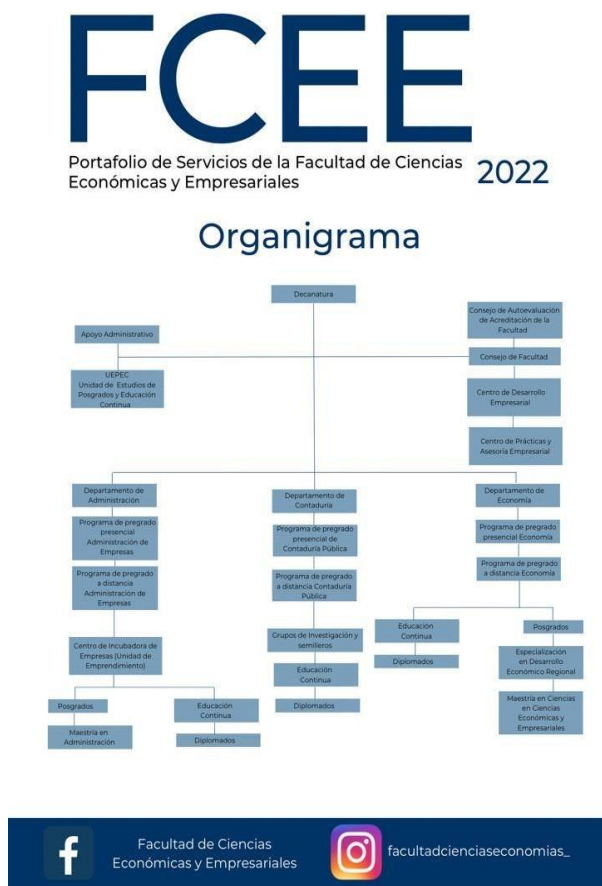 FCEE
Portafolio de Servicios de la Facultad de Ciencias
Económicas y Empresariales
2022
Organigrama
Decanatura
Apoyo Administrativo
UEPEC
Unidad de Estudios de
Posgrados y Educación
Continua
Consejo de Autoevaluación
de Acreditación de la
Facultad
Consejo de Facultad
Centro de Desarrollo
Empresarial
Centro de Prácticas y
Asesoría Empresarial
Departamento de
Administración
Programa de pregrado
presencial
Administración de
Empresas
Programa de pregrado
a distancia
Administración de
Empresas
Centro de Incubadora de
Empresas (Unidad de
Emprendimiento)
Posgrados
Maestría en
Administración
Educación
Continua
Diplomados
Departamento de
Contaduría
Programa de pregrado
presencial de
Contaduría Pública
Programa de pregrado
a distancia Contaduría
Pública
Grupos de Investigación y
semilleros
Educación
Continua
Diplomados
Departamento de
Economía
Programa de pregrado
presencial Economía
Programa de pregrado
a distancia Economía
Educación
Continua
Diplomados
Posgrados
Especialización
en Desarrollo
Económico Regional
Maestría en Ciencias
en Ciencias
Económicas y
Empresariales
f
Facultad de Ciencias
Económicas y Empresariales
facultadcienciaseconomias_